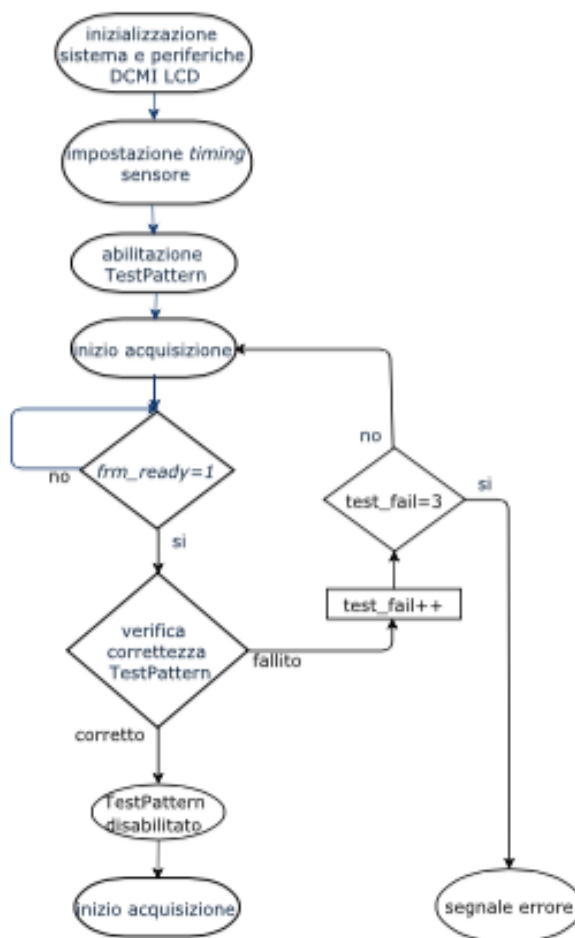 inizializzazione
sistema e periferiche
DCMI LCD
impostazione timing
sensore
abilitazione
TestPattern
inizio acquisizione
no
frm_ready=1
no
test_fail=3
si
si
test_fail++
verifica
correttezza
TestPattern
fallito
corretto
TestPattern
disabilitato
inizio acquisizione
segnale errore